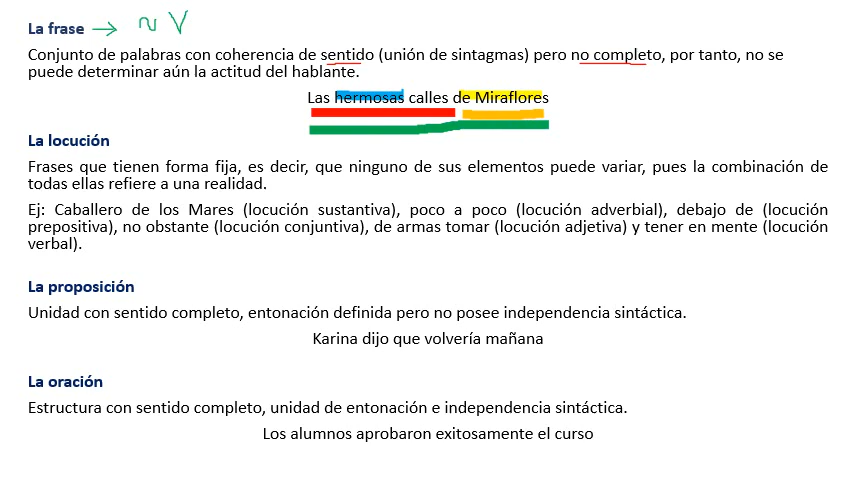 La frase → ~ V
Conjunto de palabras con coherencia de sentido (unión de sintagmas) pero no completo, por tanto, no se
puede determinar aún la actitud del hablante.
Las hermosas calles de Miraflores
La locución
Frases que tienen forma fija, es decir, que ninguno de sus elementos puede variar, pues la combinación de
todas ellas refiere a una realidad.
Ej: Caballero de los Mares (locución sustantiva), poco a poco (locución adverbial), debajo de (locución
prepositiva), no obstante (locución conjuntiva), de armas tomar (locución adjetiva) y tener en mente (locución
verbal).
La proposición
Unidad con sentido completo, entonación definida pero no posee independencia sintáctica.
Karina dijo que volvería mañana
La oración
Estructura con sentido completo, unidad de entonación e independencia sintáctica.
Los alumnos aprobaron exitosamente el curso